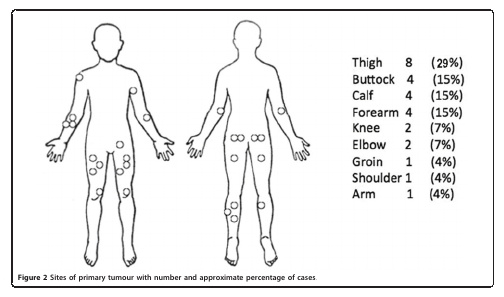 Thigh 8 (29%)
Buttock 4 (15%)
Calf 4 (15%)
Forearm 4 (15%)
Knee 2 (7%)
Elbow 2 (7%)
Groin 1 (4%)
Shoulder 1 (4%)
Arm 1 (4%)
Figure 2 Sites of primary tumour with number and approximate percentage of cases